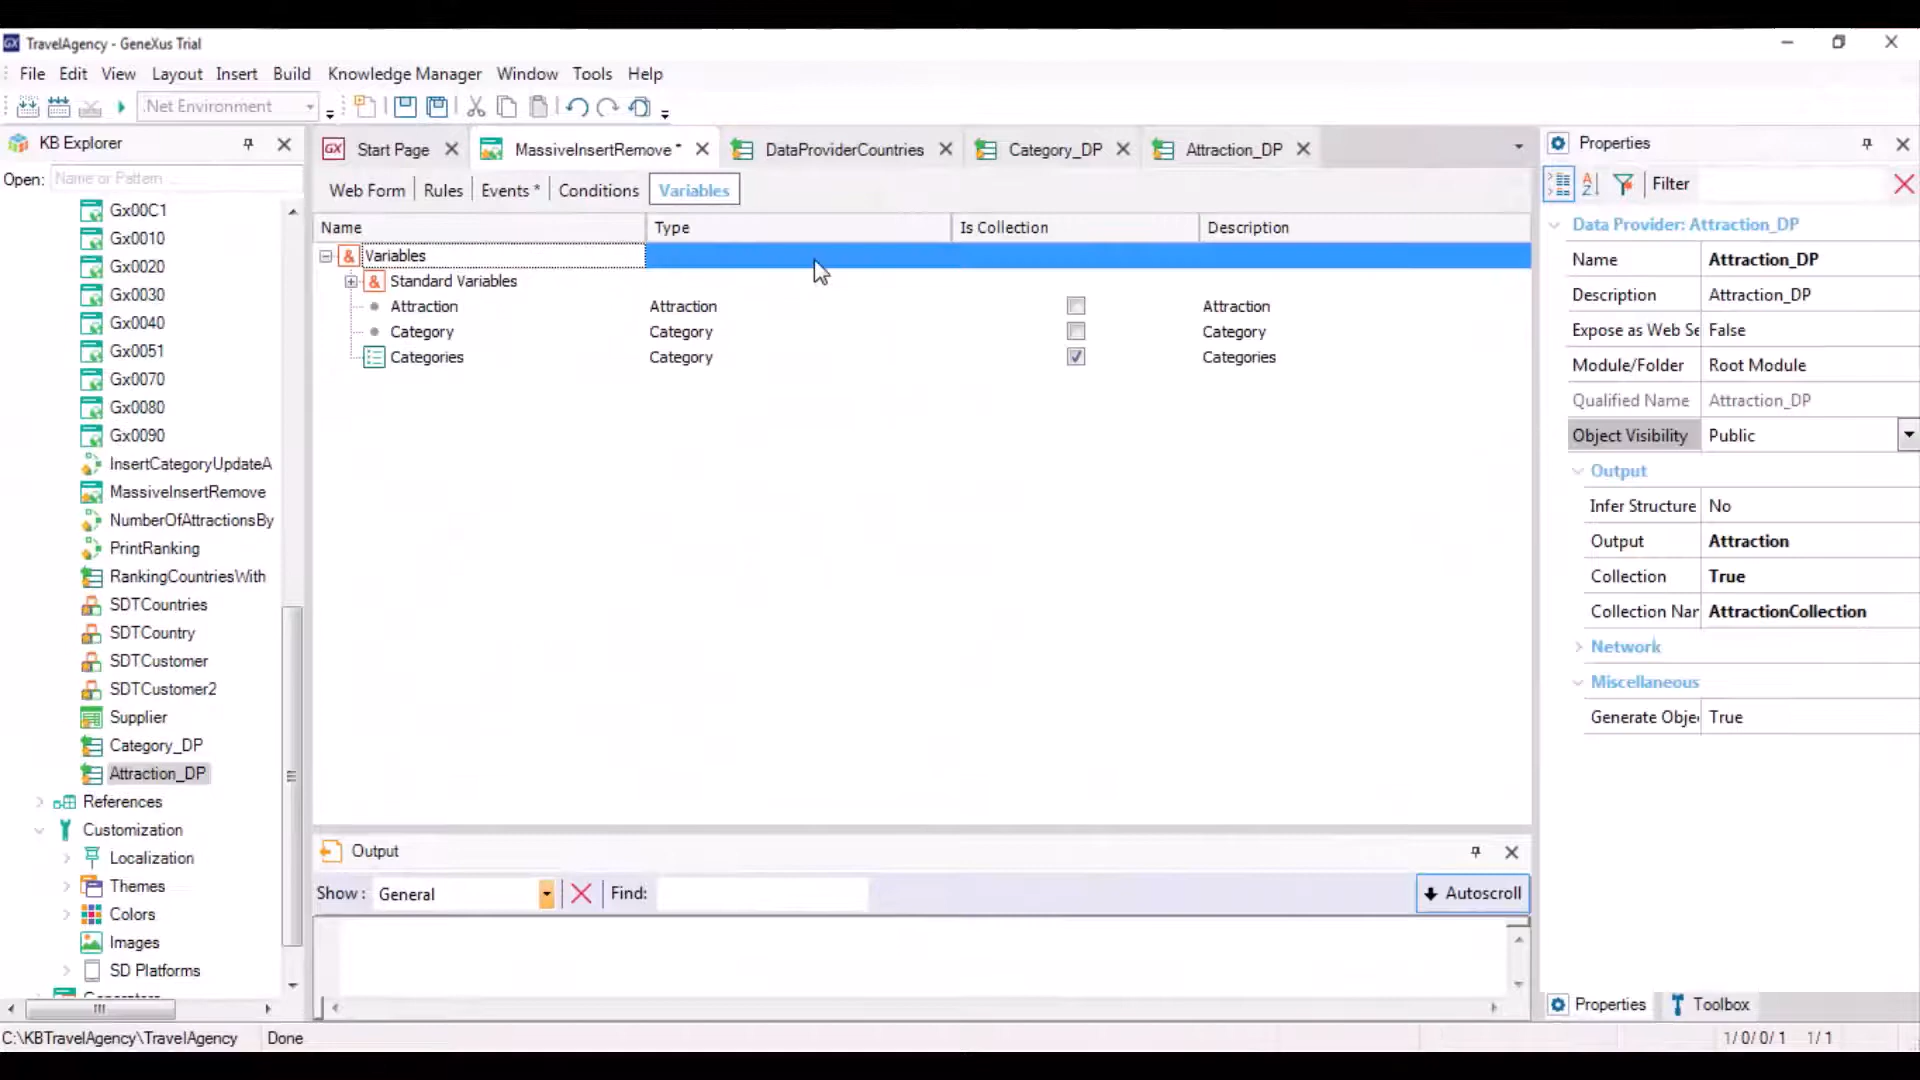 TravelAgency - GeneXus Trial
File Edit View Layout Insert Build Knowledge Manager Window Tools Help
.Net Environment
KB Explorer
Open: Name or Pattern
Gx00C1
Gx0010
Gx0020
Gx0030
Gx0040
Gx0051
Gx0070
Gx0080
Gx0090
InsertCategoryUpdateA
MassiveInsertRemove
NumberOfAttractionsBy
PrintRanking
RankingCountriesWith
SDTCountries
SDTCountry
SDTCustomer
SDTCustomer2
Supplier
Category_DP
Attraction_DP
References
Customization
Localization
Themes
Colors
Images
SD Platforms
Start Page MassiveInsertRemove * DataProviderCountries Category_DP Attraction_DP
Web Form Rules Events * Conditions Variables
Name Type Is Collection Description
& Variables
& Standard Variables
Attraction Attraction Attraction
Category Category Category
Categories Category Categories
Output
Show : General Find: Autoscroll
Properties
Filter
Data Provider: Attraction_DP
Name Attraction_DP
Description Attraction_DP
Expose as Web Se False
Module/Folder Root Module
Qualified Name Attraction_DP
Object Visibility Public
Output
Infer Structure No
Output Attraction
Collection True
Collection Nar AttractionCollection
Network
Miscellaneous
Generate Obje True
Properties Toolbox
C:\KBTravelAgency\TravelAgency Done 1/0/0/1 1/1